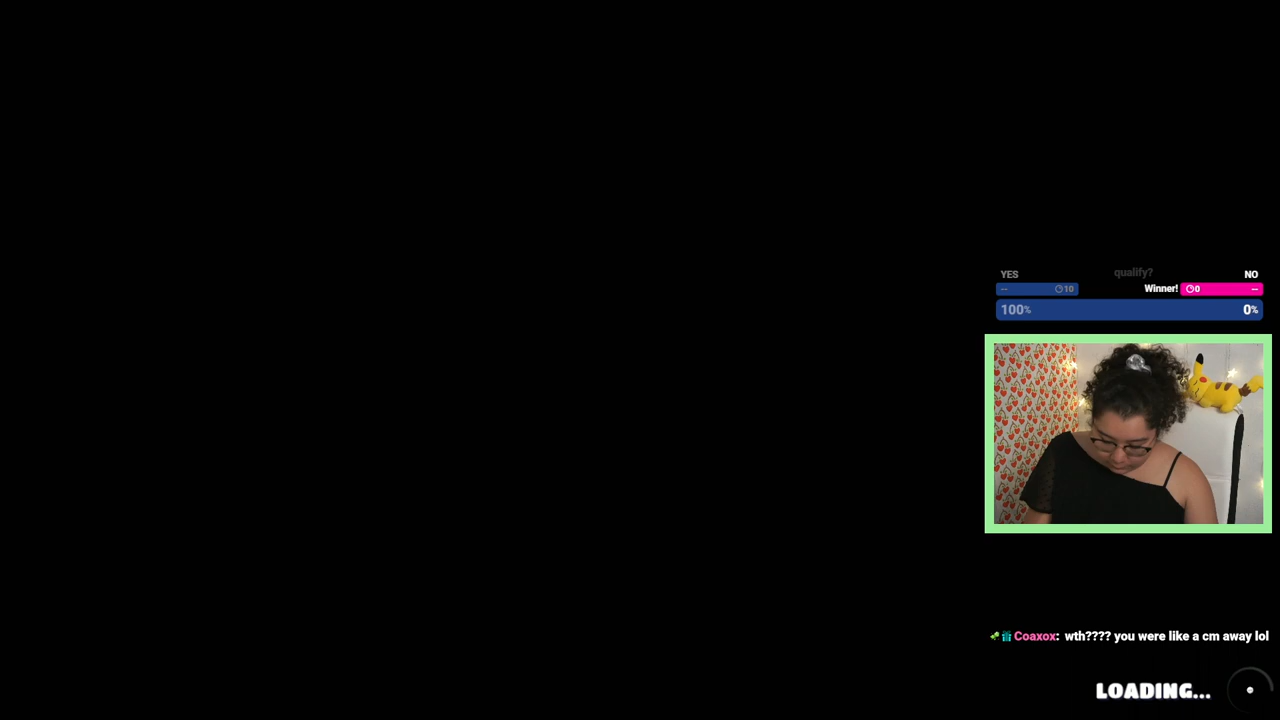 qualify?
YES NO
-- 10 Winner! 0 --
100% 0%
Coaxox: wth???? you were like a cm away lol
LOADING...